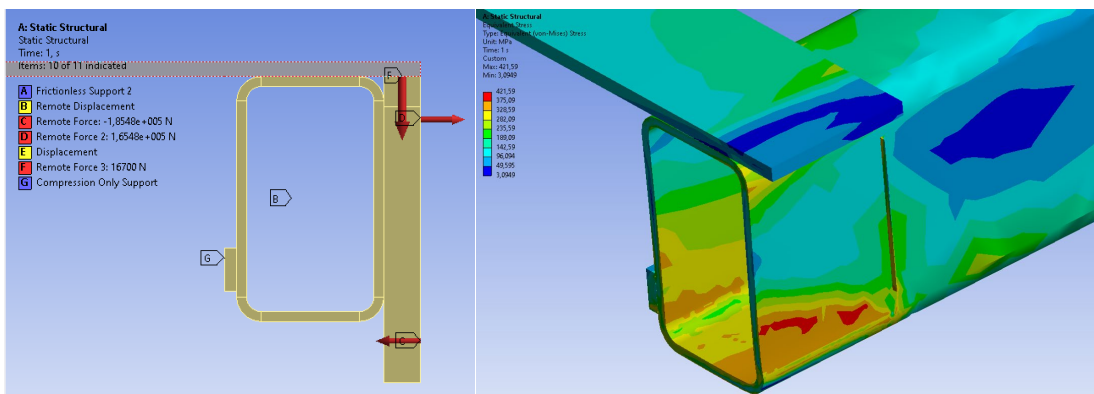 A: Static Structural
Static Structural
Time: 1, s
Items: 10 of 11 indicated
A Frictionless Support 2
B Remote Displacement
C Remote Force: -1,8548e+005 N
D Remote Force 2: 1,6548e+005 N
E Displacement
F Remote Force 3: 16700 N
G Compression Only Support
F
D
B
G
C
A: Static Structural
Equivalent Stress
Type: Equivalent (von-Mises) Stress
Unit: MPa
Time: 1 s
Custom
Max: 421,59
Min: 3,0949
421,59
375,09
328,59
282,09
235,59
189,09
142,59
96,094
49,595
3,0949